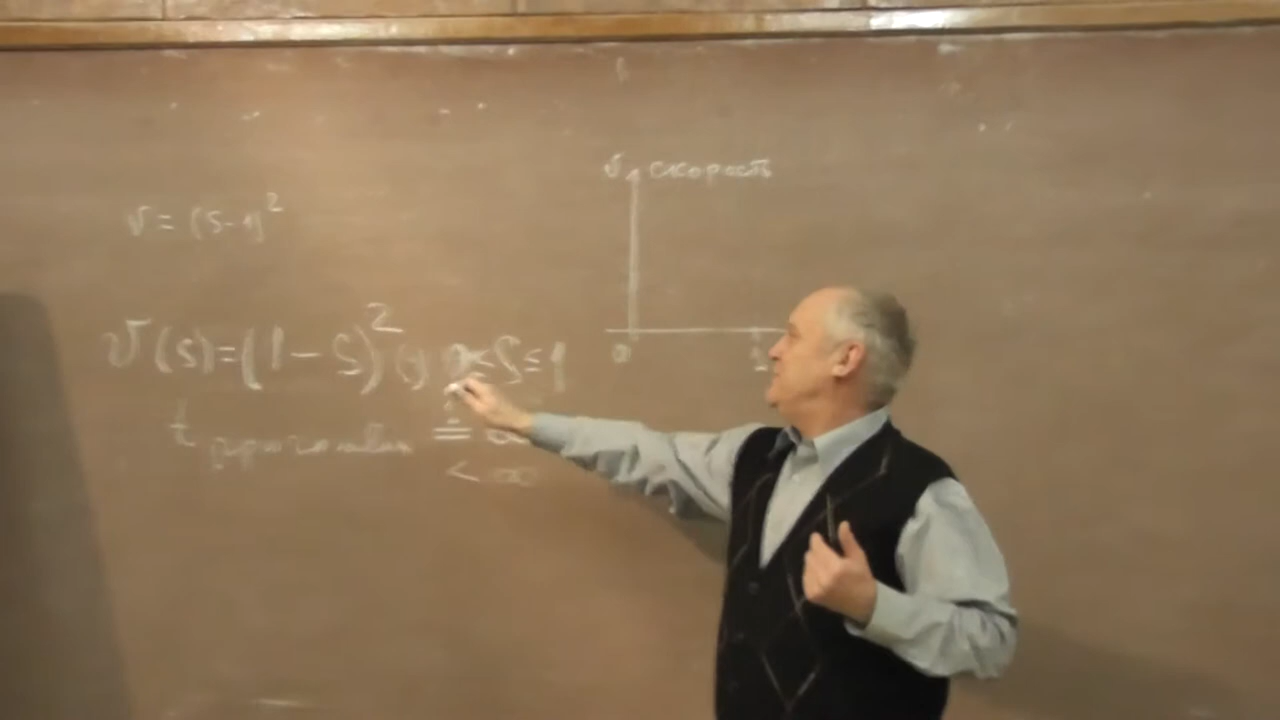 v = (S-1)²
v скорость
v(s)=(1-S)² (s) 0≤S≤1
0
t = ∞
< ∞